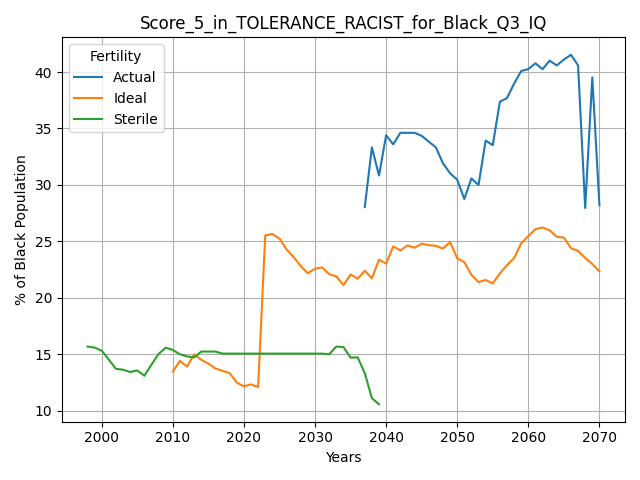 Score_5_in_TOLERANCE_RACIST_for_Black_Q3_IQ
Fertility
Actual
Ideal
Sterile
% of Black Population
40
35
30
25
20
15
10
2000 2010 2020 2030 2040 2050 2060 2070
Years